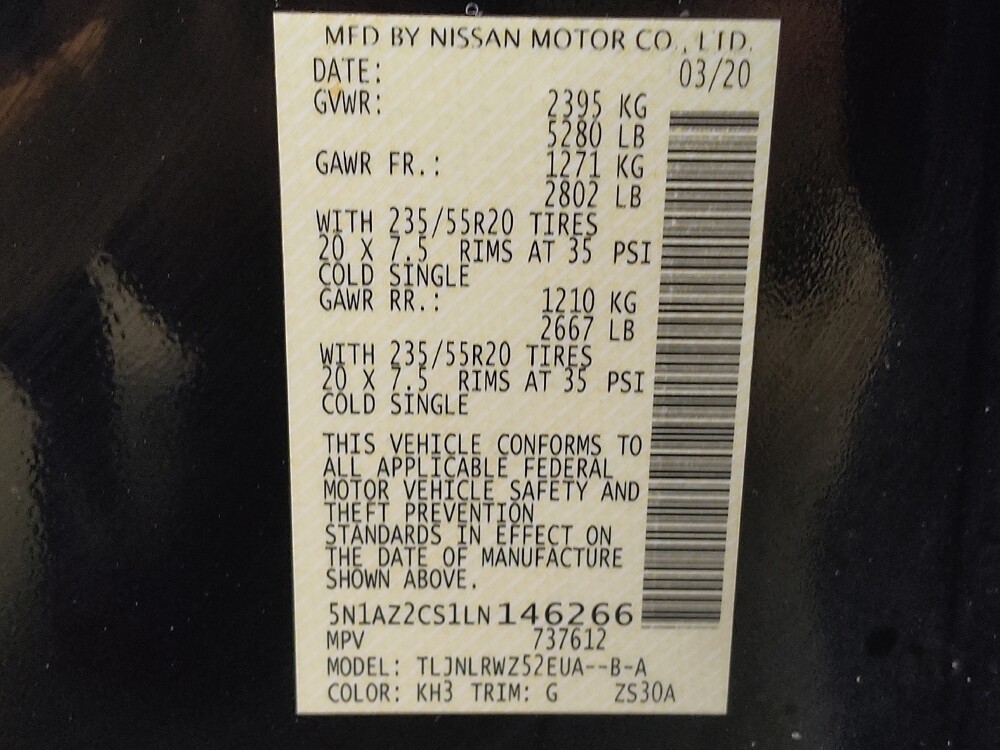 MFD BY NISSAN MOTOR CO., LTD.
DATE: 03/20
GVWR: 2395 KG
5280 LB
GAWR FR.: 1271 KG
2802 LB
WITH 235/55R20 TIRES
20 X 7.5 RIMS AT 35 PSI
COLD SINGLE
GAWR RR.: 1210 KG
2667 LB
WITH 235/55R20 TIRES
20 X 7.5 RIMS AT 35 PSI
COLD SINGLE
THIS VEHICLE CONFORMS TO
ALL APPLICABLE FEDERAL
MOTOR VEHICLE SAFETY AND
THEFT PREVENTION
STANDARDS IN EFFECT ON
THE DATE OF MANUFACTURE
SHOWN ABOVE.
5N1AZ2CS1LN146266
MPV 737612
MODEL: TLJNLRWZ52EUA--B-A
COLOR: KH3 TRIM: G ZS30A